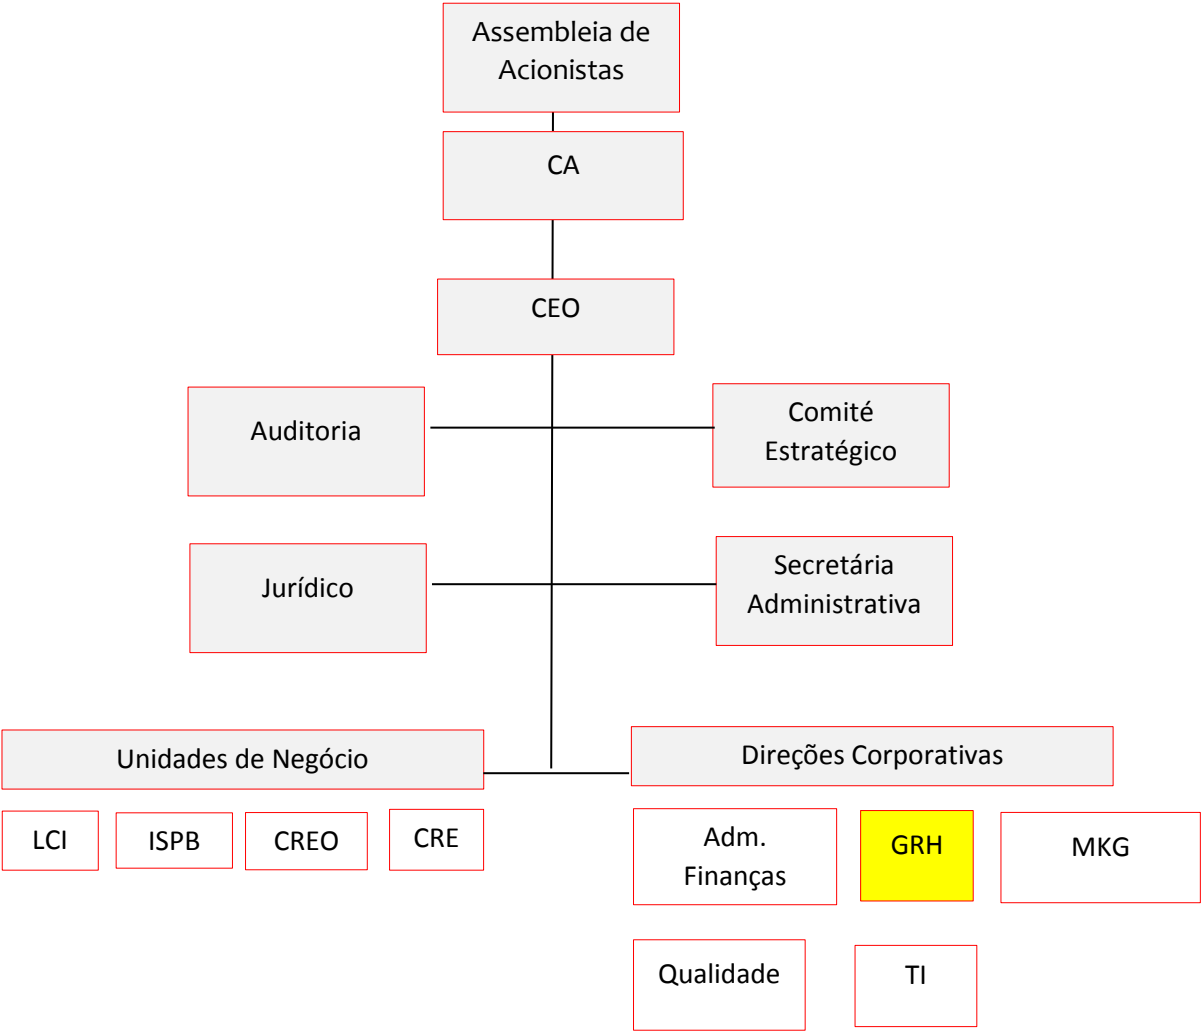 Assembleia de
Acionistas
CA
CEO
Auditoria
Comité
Estratégico
Jurídico
Secretária
Administrativa
Unidades de Negócio
Direções Corporativas
LCI
ISPB
CREO
CRE
Adm.
Finanças
GRH
MKG
Qualidade
TI